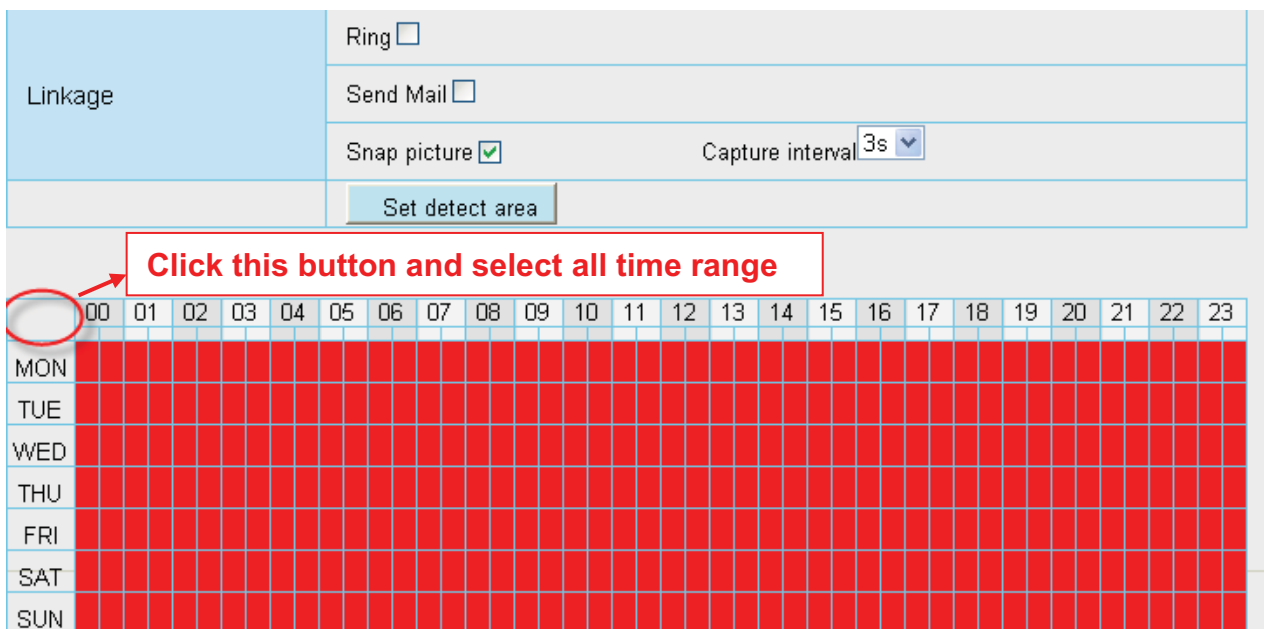 Ring
Linkage
Send Mail
Snap picture Capture interval 3s
Set detect area
Click this button and select all time range
00 01 02 03 04 05 06 07 08 09 10 11 12 13 14 15 16 17 18 19 20 21 22 23
MON
TUE
WED
THU
FRI
SAT
SUN